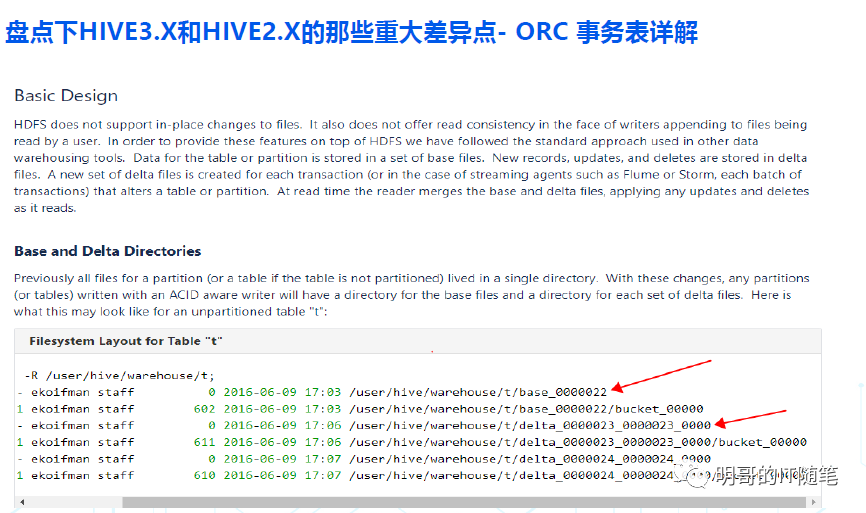 盘点下HIVE3.X和HIVE2.X的那些重大差异点- ORC 事务表详解
Basic Design
HDFS does not support in-place changes to files. It also does not offer read consistency in the face of writers appending to files being
read by a user. In order to provide these features on top of HDFS we have followed the standard approach used in other data
warehousing tools. Data for the table or partition is stored in a set of base files. New records, updates, and deletes are stored in delta
files. A new set of delta files is created for each transaction (or in the case of streaming agents such as Flume or Storm, each batch of
transactions) that alters a table or partition. At read time the reader merges the base and delta files, applying any updates and deletes
as it reads.
Base and Delta Directories
Previously all files for a partition (or a table if the table is not partitioned) lived in a single directory. With these changes, any partitions
(or tables) written with an ACID aware writer will have a directory for the base files and a directory for each set of delta files. Here is
what this may look like for an unpartitioned table "t":
Filesystem Layout for Table "t"
-R /user/hive/warehouse/t;
- ekoifman staff 0 2016-06-09 17:03 /user/hive/warehouse/t/base_0000022
1 ekoifman staff 602 2016-06-09 17:03 /user/hive/warehouse/t/base_0000022/bucket_00000
- ekoifman staff 0 2016-06-09 17:06 /user/hive/warehouse/t/delta_0000023_0000023_0000
1 ekoifman staff 611 2016-06-09 17:06 /user/hive/warehouse/t/delta_0000023_0000023_0000/bucket_00000
- ekoifman staff 0 2016-06-09 17:07 /user/hive/warehouse/t/delta_0000024_0000024_0000
1 ekoifman staff 610 2016-06-09 17:07 /user/hive/warehouse/t/delta_0000024_0000024
明哥的IT随笔